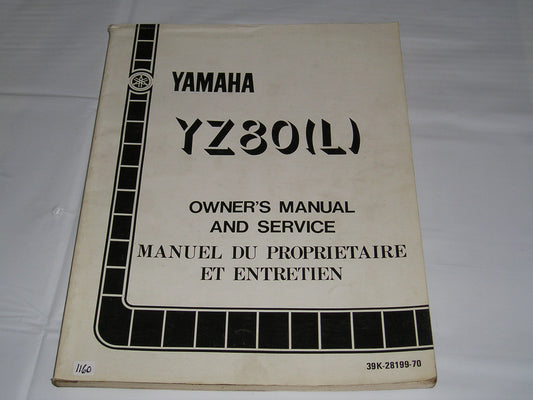 YAMAHA
YZ80(L)
OWNER'S MANUAL
AND SERVICE
MANUEL DU PROPRIETAIRE
ET ENTRETIEN
39K-28199-70
1160